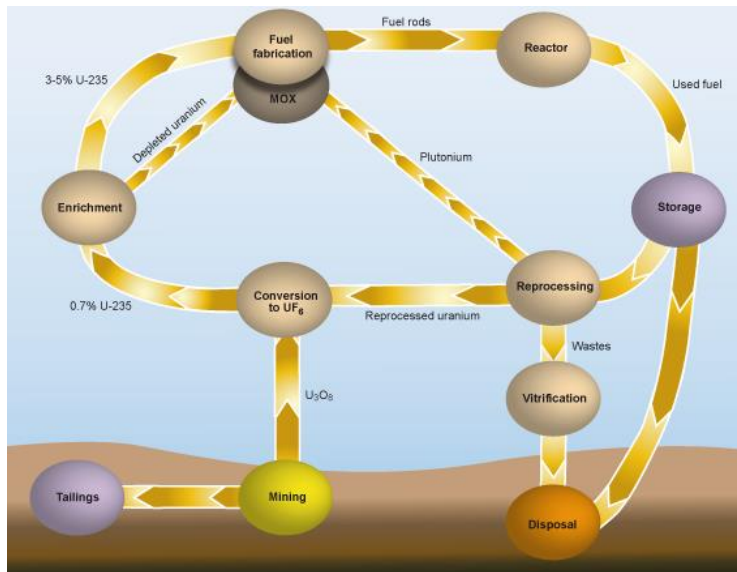 Fuel rods
Fuel
fabrication
Reactor
3-5% U-235
Used fuel
MOX
Depleted uranium
Plutonium
Enrichment
Storage
Reprocessing
Conversion
to UF₆
0.7% U-235
Reprocessed uranium
Wastes
U₃O₈
Vitrification
Tailings
Mining
Disposal